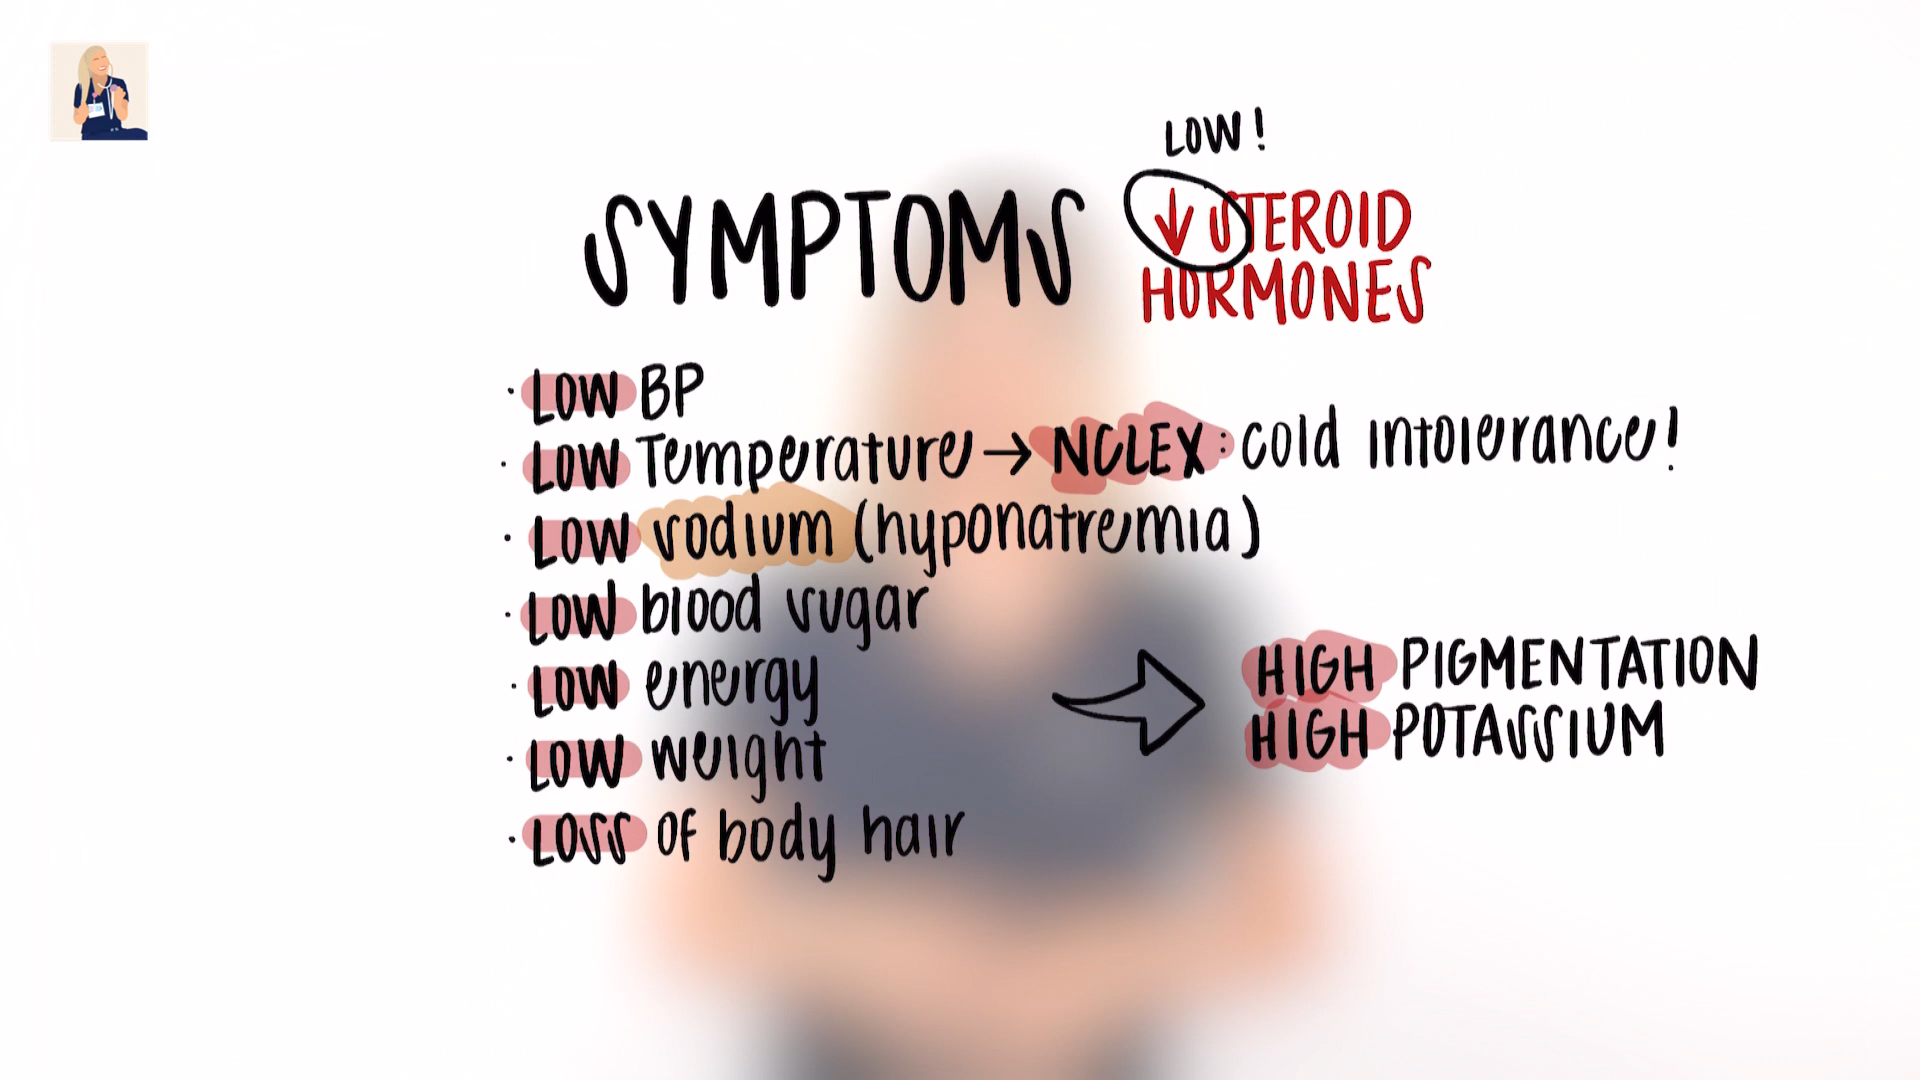 LOW!
SYMPTOMS
↓ STEROID
HORMONES
· LOW BP
· LOW Temperature → NCLEX: cold intolerance!
· LOW sodium (hyponatremia)
· LOW blood sugar
· LOW energy
· LOW weight
· LOSS of body hair
HIGH PIGMENTATION
HIGH POTASSIUM